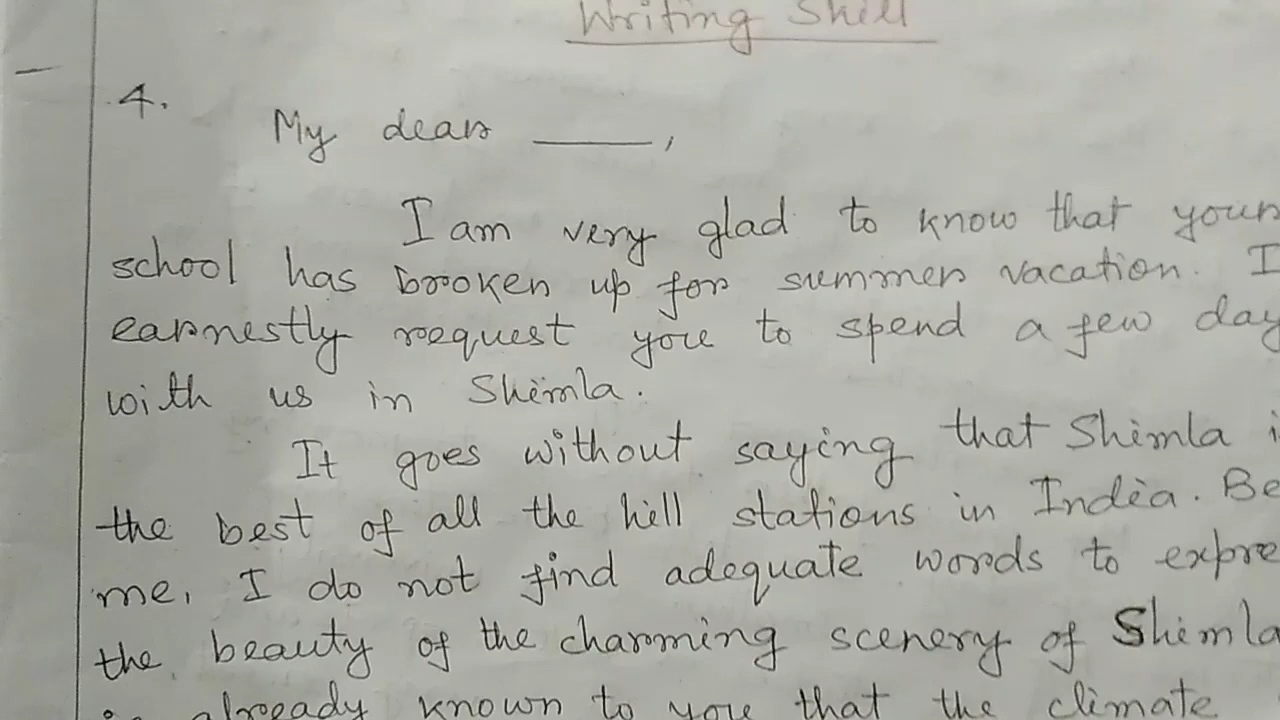 Writing Skill
4.
My dear ____,
I am very glad to know that your
school has broken up for summer vacation. I
earnestly request you to spend a few day
with us in Shimla.
It goes without saying that Shimla i
the best of all the hill stations in India. Be
me, I do not find adequate words to expre
the beauty of the charming scenery of Shimla
is already known to you that the climate